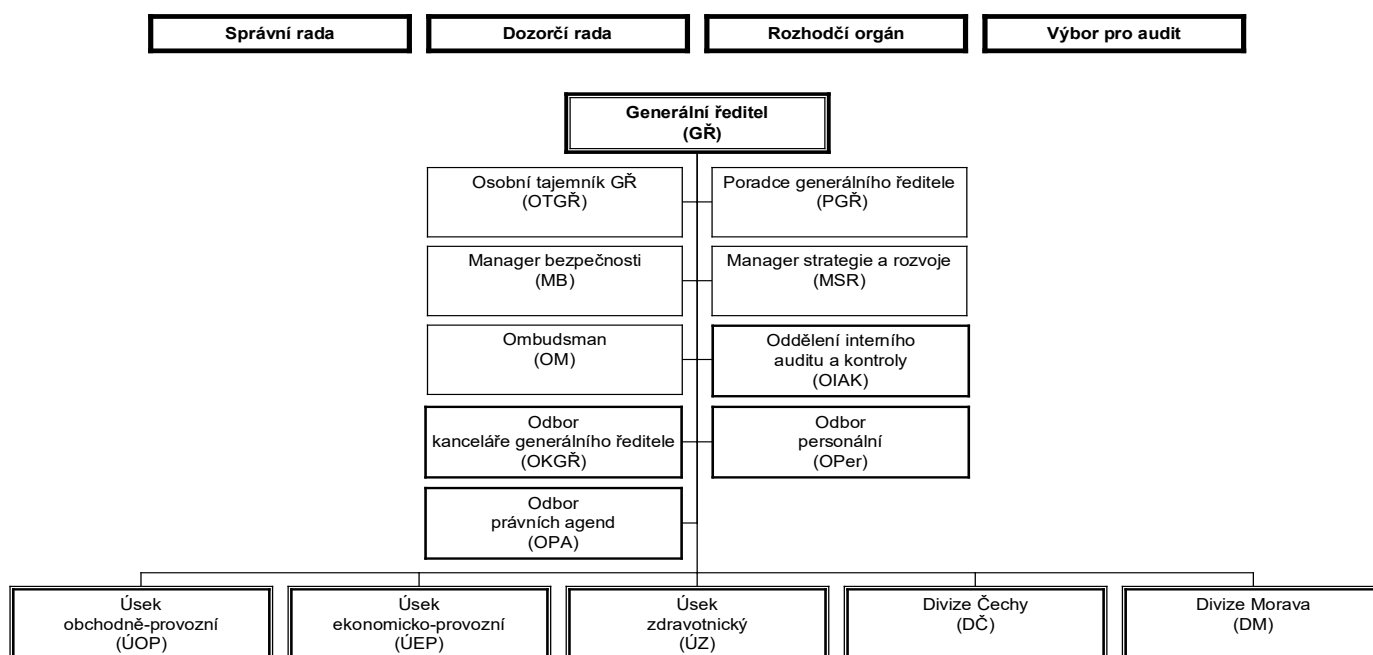 Správní rada
Dozorčí rada
Rozhodčí orgán
Výbor pro audit
Generální ředitel
(GŘ)
Osobní tajemník GŘ
(OTGŘ)
Poradce generálního ředitele
(PGŘ)
Manager bezpečnosti
(MB)
Manager strategie a rozvoje
(MSR)
Ombudsman
(OM)
Oddělení interního
auditu a kontroly
(OIAK)
Odbor
kanceláře generálního ředitele
(OKGŘ)
Odbor
personální
(OPer)
Odbor
právních agend
(OPA)
Úsek
obchodně-provozní
(ÚOP)
Úsek
ekonomicko-provozní
(ÚEP)
Úsek
zdravotnický
(ÚZ)
Divize Čechy
(DČ)
Divize Morava
(DM)